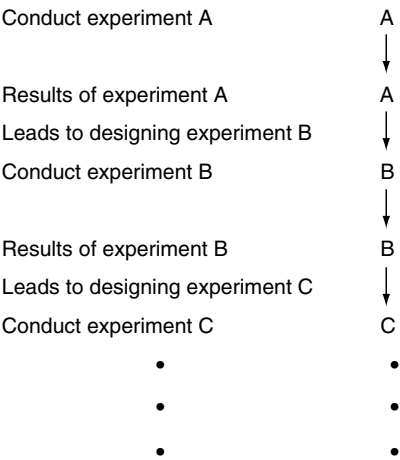 Conduct experiment A A
Results of experiment A A
Leads to designing experiment B
Conduct experiment B B
Results of experiment B B
Leads to designing experiment C
Conduct experiment C C
• •
• •
• •